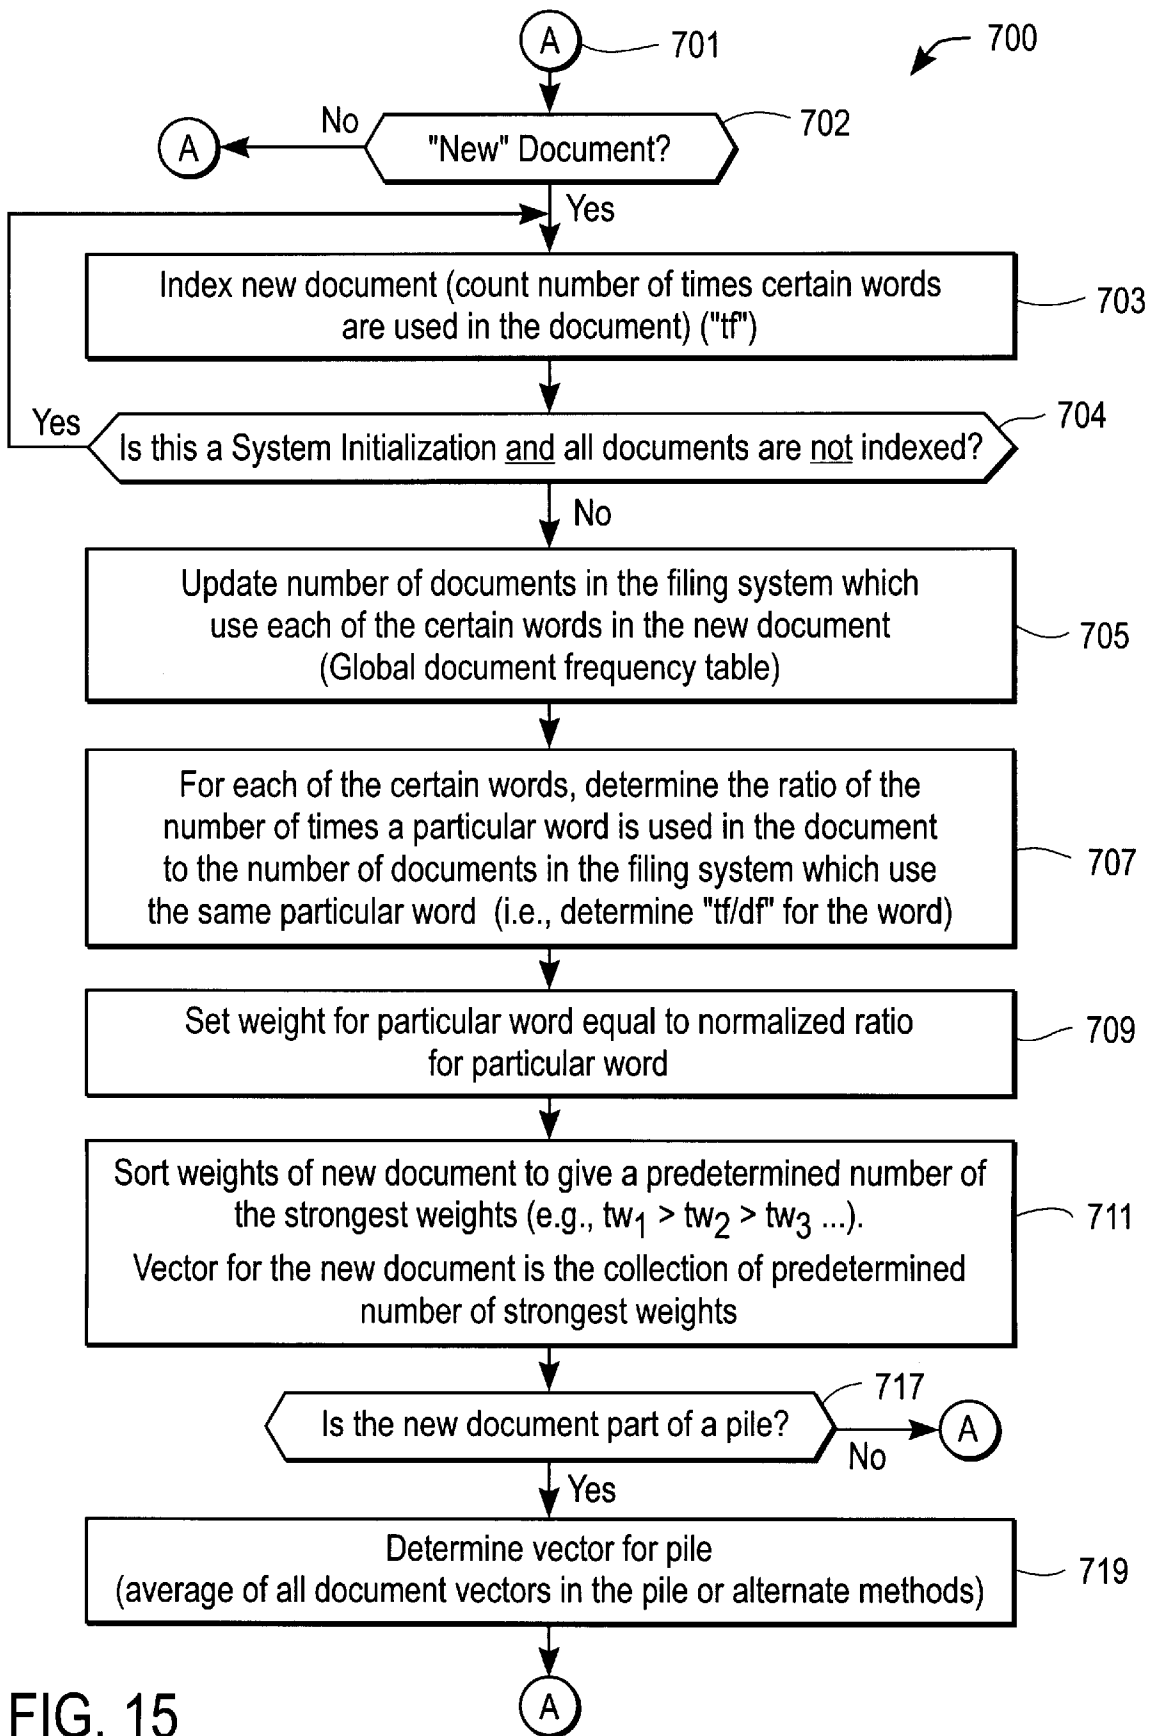 A
701
700
No
702
A
"New" Document?
Yes
Index new document (count number of times certain words
are used in the document) ("tf")
703
Yes
704
Is this a System Initialization and all documents are not indexed?
No
Update number of documents in the filing system which
use each of the certain words in the new document
(Global document frequency table)
705
For each of the certain words, determine the ratio of the
number of times a particular word is used in the document
to the number of documents in the filing system which use
the same particular word (i.e., determine "tf/df" for the word)
707
Set weight for particular word equal to normalized ratio
for particular word
709
Sort weights of new document to give a predetermined number of
the strongest weights (e.g., tw1 > tw2 > tw3 ...).
Vector for the new document is the collection of predetermined
number of strongest weights
711
717
Is the new document part of a pile?
A
No
Yes
Determine vector for pile
(average of all document vectors in the pile or alternate methods)
719
A
FIG. 15